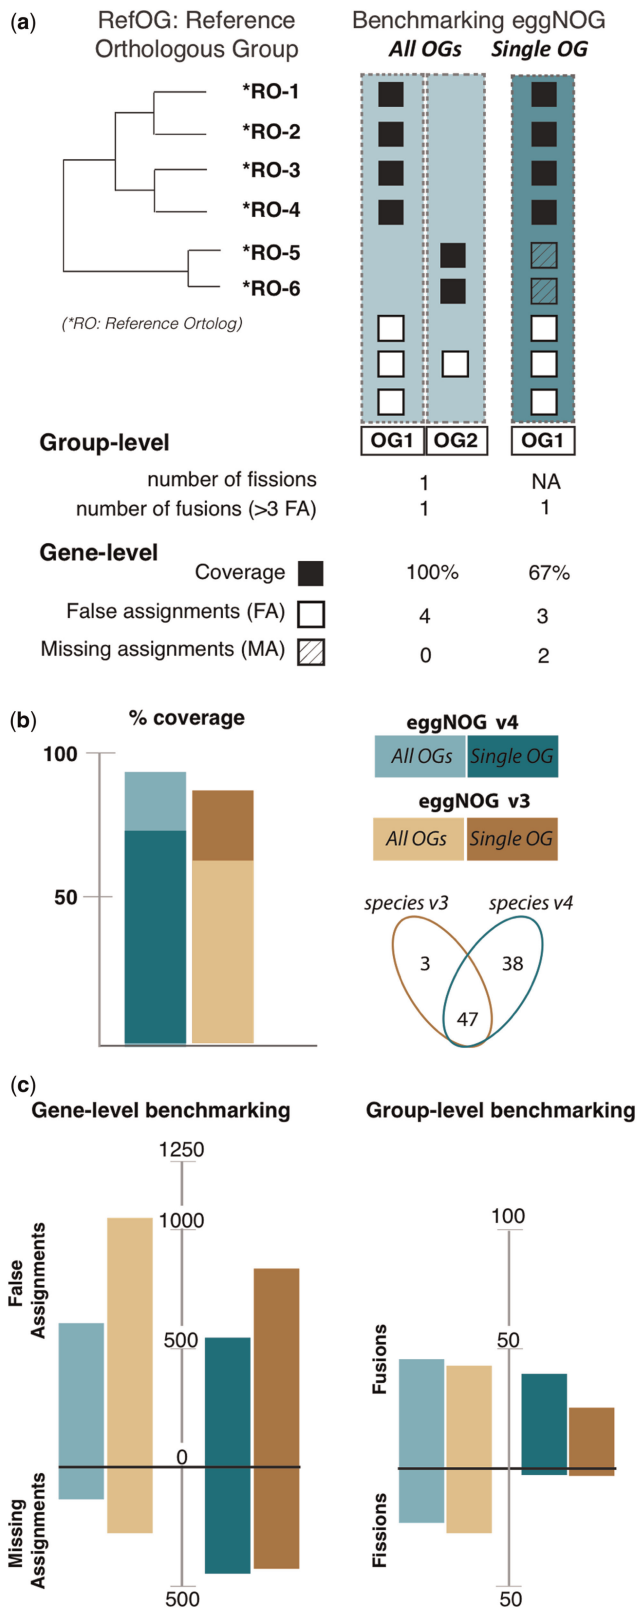 (a)
RefOG: Reference
Orthologous Group
Benchmarking eggNOG
All OGs
Single OG
*RO-1
*RO-2
*RO-3
*RO-4
*RO-5
*RO-6
(*RO: Reference Ortolog)
OG1
OG2
OG1
Group-level
number of fissions
1
NA
number of fusions (>3 FA)
1
1
Gene-level
Coverage
100%
67%
False assignments (FA)
4
3
Missing assignments (MA)
0
2
(b)
% coverage
100
50
eggNOG v4
All OGs
Single OG
eggNOG v3
All OGs
Single OG
species v3
species v4
3
38
47
(c)
Gene-level benchmarking
1250
1000
500
0
500
False
Assignments
Missing
Assignments
Group-level benchmarking
100
50
50
Fusions
Fissions